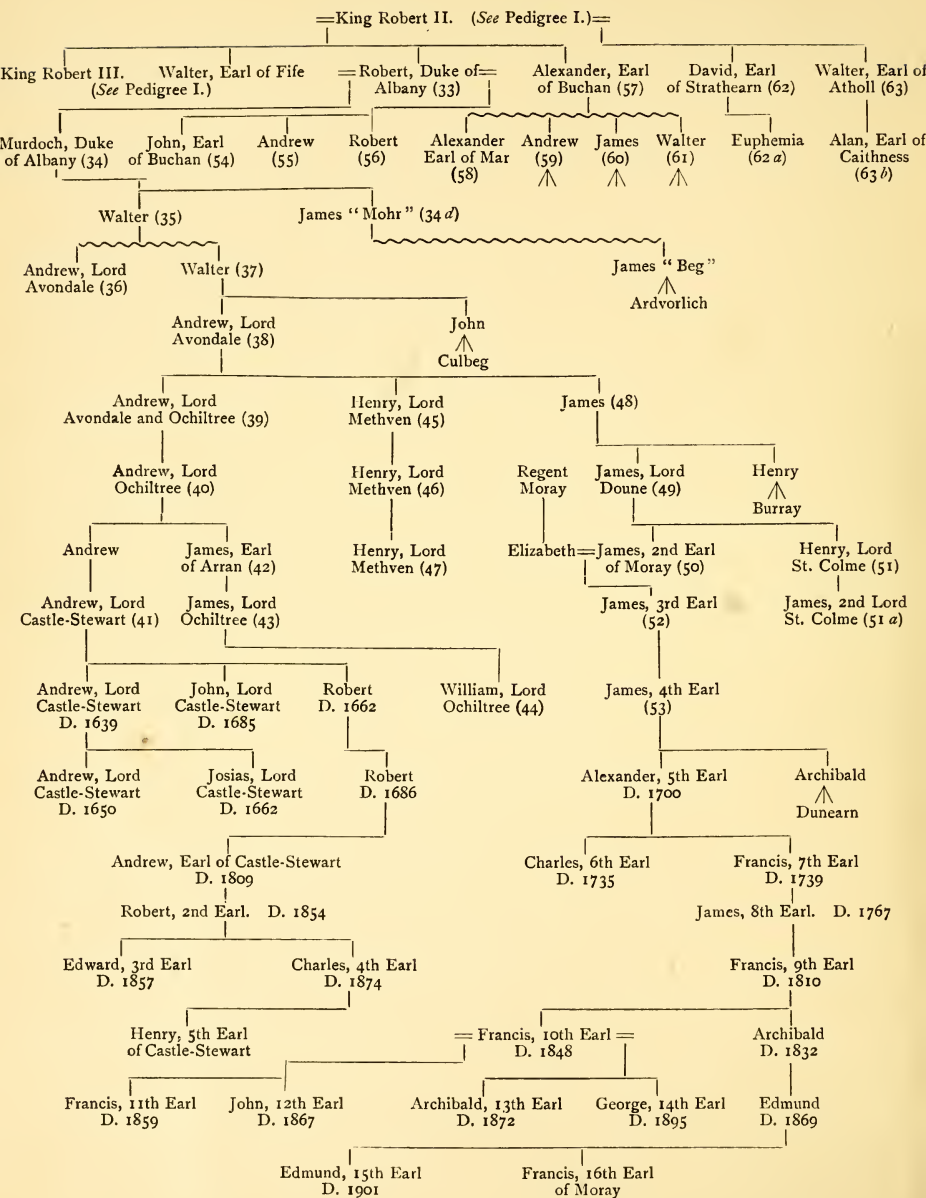 King Robert II. (See Pedigree I.)
King Robert III.
(See Pedigree I.)
Walter, Earl of Fife
Robert, Duke of
Albany (33)
Alexander, Earl
of Buchan (57)
David, Earl
of Strathearn (62)
Walter, Earl of
Atholl (63)
Murdoch, Duke
of Albany (34)
John, Earl
of Buchan (54)
Andrew
(55)
Robert
(56)
Alexander
Earl of Mar
(58)
Andrew
(59)
James
(60)
Walter
(61)
Euphemia
(62 a)
Alan, Earl of
Caithness
(63 b)
Walter (35)
James “Mohr” (34 d)
Andrew, Lord
Avondale (36)
Walter (37)
James “Beg”
Ardvorlich
Andrew, Lord
Avondale (38)
John
Culbeg
Andrew, Lord
Avondale and Ochiltree (39)
Henry, Lord
Methven (45)
James (48)
Andrew, Lord
Ochiltree (40)
Henry, Lord
Methven (46)
Regent
Moray
James, Lord
Doune (49)
Henry
Burray
Andrew
James, Earl
of Arran (42)
Henry, Lord
Methven (47)
Elizabeth
James, 2nd Earl
of Moray (50)
Henry, Lord
St. Colme (51)
Andrew, Lord
Castle-Stewart (41)
James, Lord
Ochiltree (43)
James, 3rd Earl
(52)
James, 2nd Lord
St. Colme (51 a)
Andrew, Lord
Castle-Stewart
D. 1639
John, Lord
Castle-Stewart
D. 1685
Robert
D. 1662
William, Lord
Ochiltree (44)
James, 4th Earl
(53)
Andrew, Lord
Castle-Stewart
D. 1650
Josias, Lord
Castle-Stewart
D. 1662
Robert
D. 1686
Alexander, 5th Earl
D. 1700
Archibald
Dunearn
Andrew, Earl of Castle-Stewart
D. 1809
Charles, 6th Earl
D. 1735
Francis, 7th Earl
D. 1739
Robert, 2nd Earl. D. 1854
James, 8th Earl. D. 1767
Edward, 3rd Earl
D. 1857
Charles, 4th Earl
D. 1874
Francis, 9th Earl
D. 1810
Henry, 5th Earl
of Castle-Stewart
Francis, 10th Earl
D. 1848
Archibald
D. 1832
Francis, 11th Earl
D. 1859
John, 12th Earl
D. 1867
Archibald, 13th Earl
D. 1872
George, 14th Earl
D. 1895
Edmund
D. 1869
Edmund, 15th Earl
D. 1901
Francis, 16th Earl
of Moray